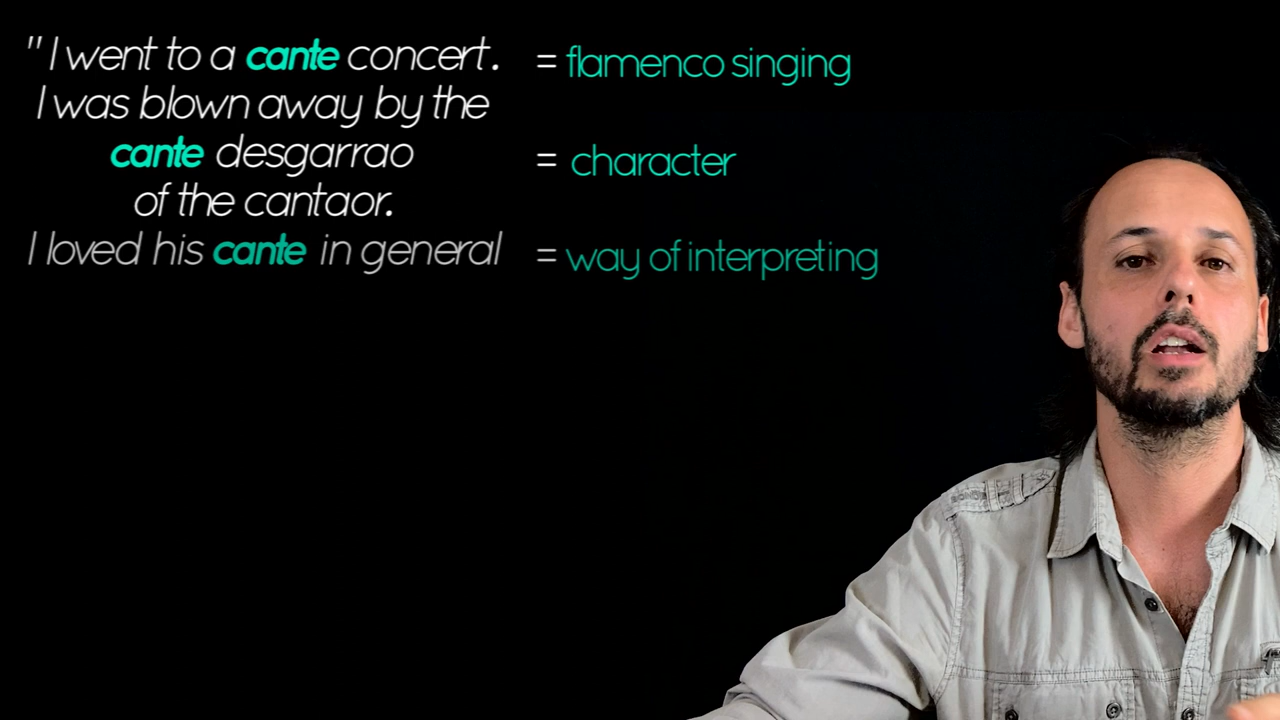 " I went to a cante concert. = flamenco singing
I was blown away by the
cante desgarrao = character
of the cantaor.
I loved his cante in general = way of interpreting